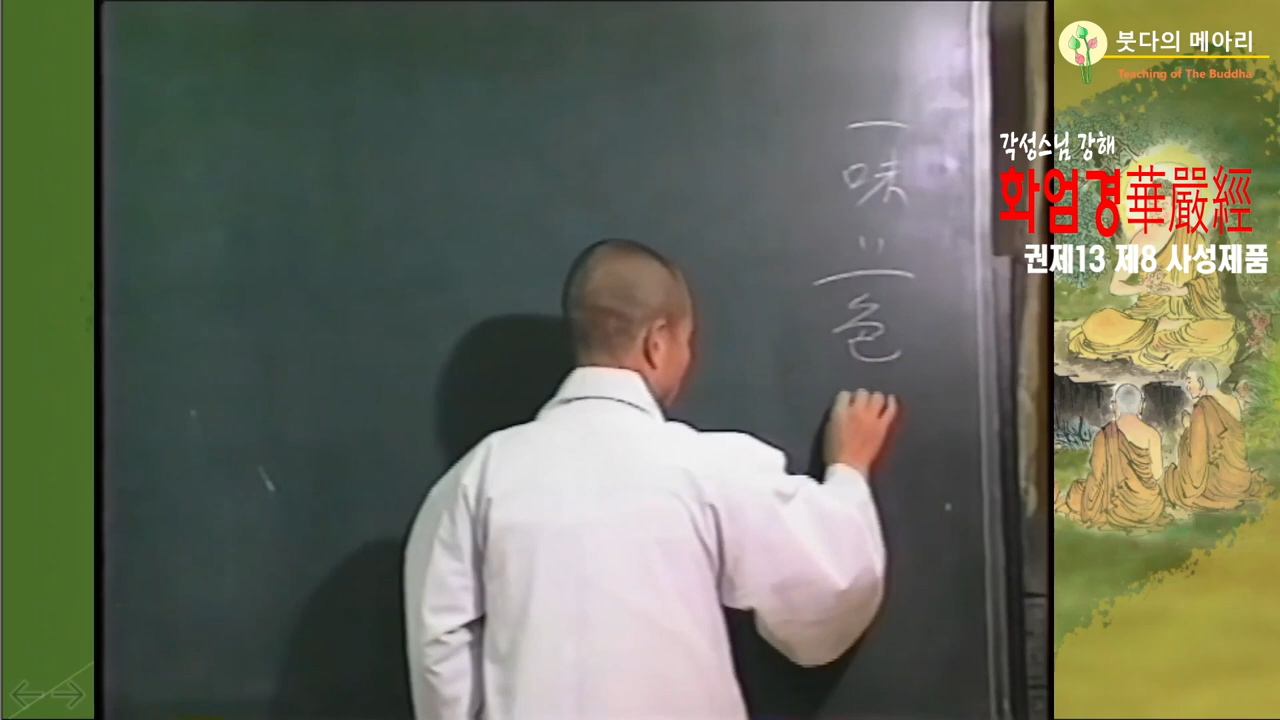 붓다의 메아리
Teaching of The Buddha
각성스님 강해
화엄경華嚴經
권제13 제8 사성제품
一
味
〃
一
色